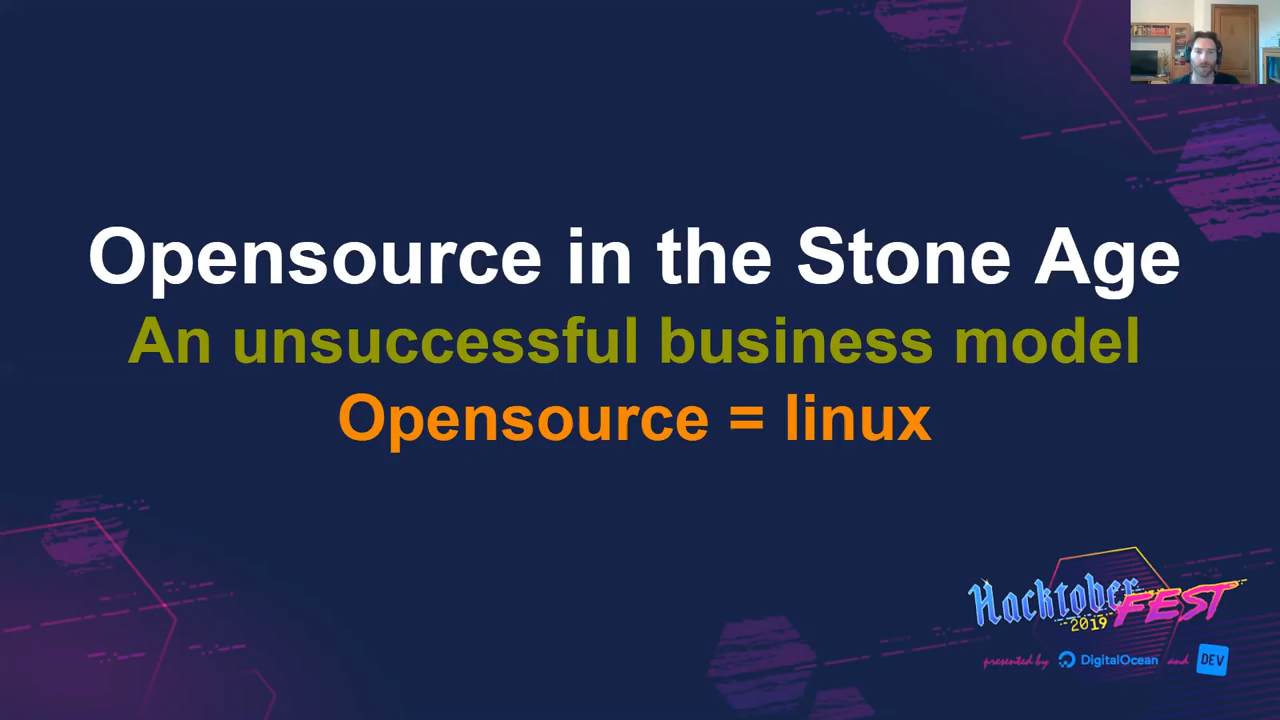 Opensource in the Stone Age
An unsuccessful business model
Opensource = linux
Hacktober
FEST
2019
presented by DigitalOcean and DEV